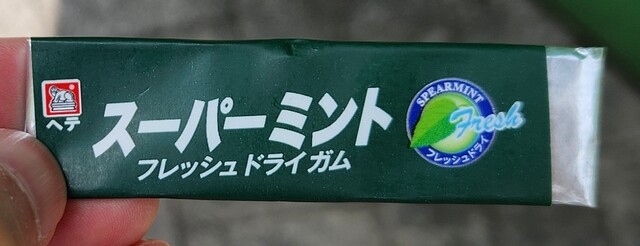 ヘテ
スーパーミント
フレッシュドライガム
SPEARMINT
Fresh
フレッシュドライ